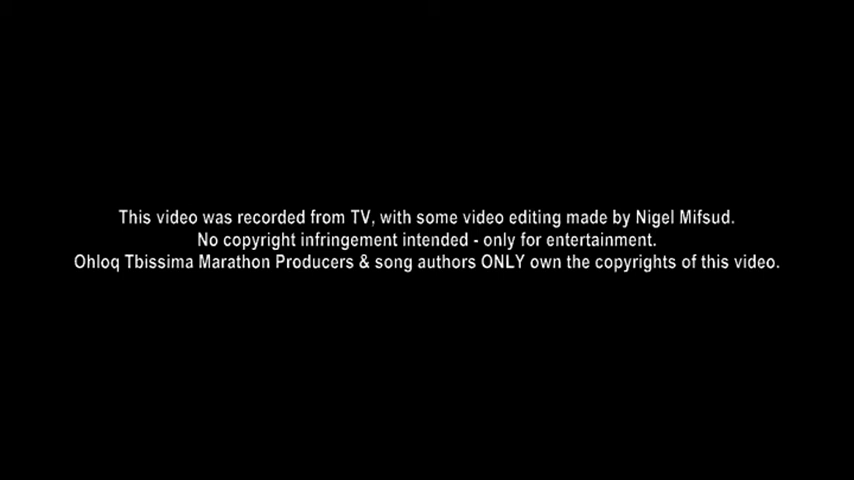 This video was recorded from TV, with some video editing made by Nigel Mifsud.
No copyright infringement intended - only for entertainment.
Ohloq Tbissima Marathon Producers & song authors ONLY own the copyrights of this video.